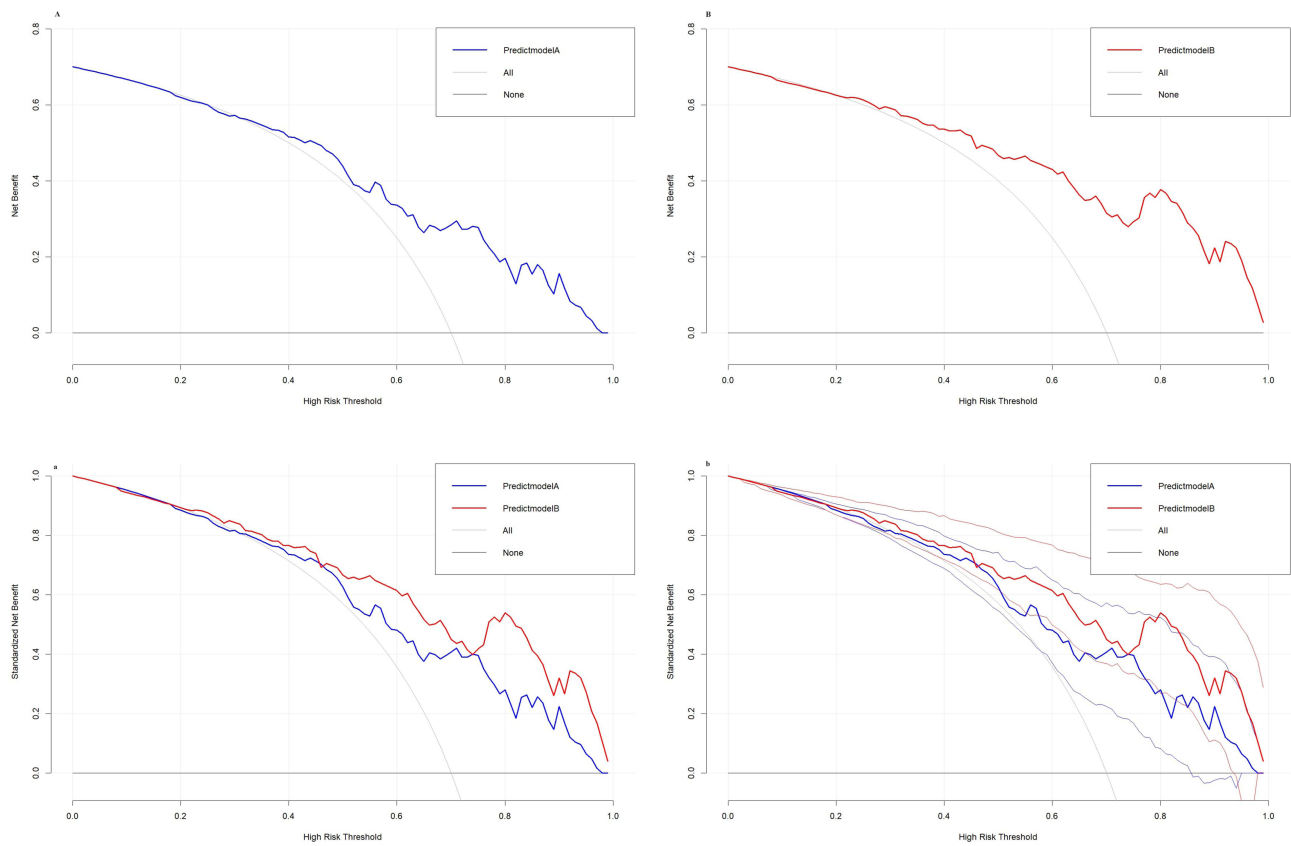 A
0.8
0.6
0.4
0.2
0.0
Net Benefit
PredictmodelA
All
None
0.0 0.2 0.4 0.6 0.8 1.0
High Risk Threshold
B
0.8
0.6
0.4
0.2
0.0
Net Benefit
PredictmodelB
All
None
0.0 0.2 0.4 0.6 0.8 1.0
High Risk Threshold
a
1.0
0.8
0.6
0.4
0.2
0.0
Standardized Net Benefit
PredictmodelA
PredictmodelB
All
None
0.0 0.2 0.4 0.6 0.8 1.0
High Risk Threshold
b
1.0
0.8
0.6
0.4
0.2
0.0
Standardized Net Benefit
PredictmodelA
PredictmodelB
All
None
0.0 0.2 0.4 0.6 0.8 1.0
High Risk Threshold